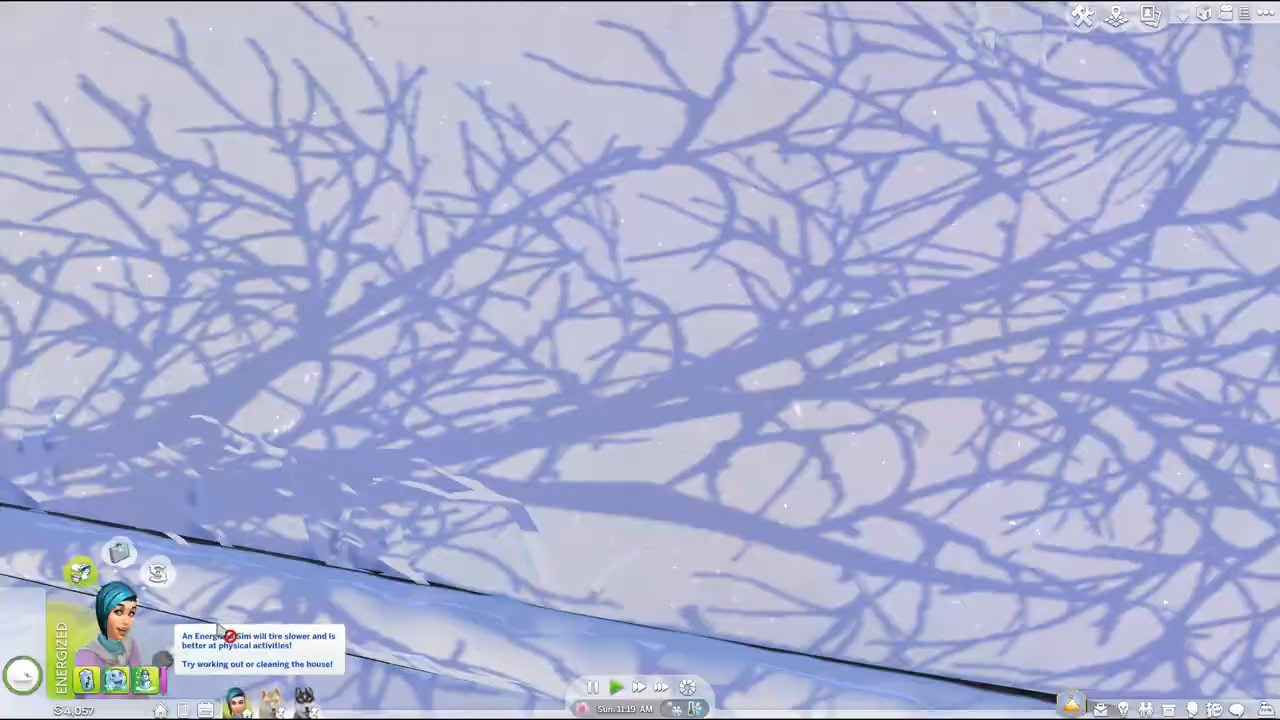 An Energized Sim will tire slower and is
better at physical activities!
Try working out or cleaning the house!
ENERGIZED
§4,057
Sun. 11:19 AM